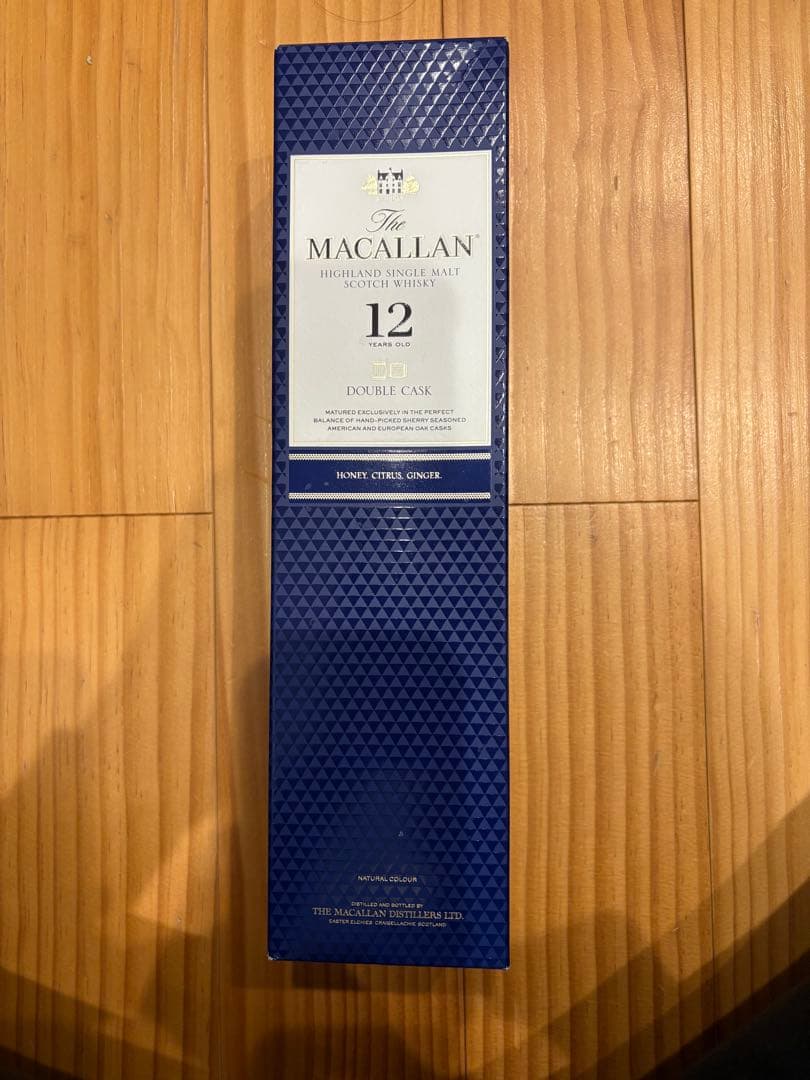 The
MACALLAN®
HIGHLAND SINGLE MALT
SCOTCH WHISKY
12
YEARS OLD
DOUBLE CASK
MATURED EXCLUSIVELY IN THE PERFECT
BALANCE OF HAND-PICKED SHERRY SEASONED
AMERICAN AND EUROPEAN OAK CASKS
HONEY. CITRUS. GINGER.
NATURAL COLOUR
DISTILLED AND BOTTLED BY
THE MACALLAN DISTILLERS LTD.
EASTER ELCHIES CRAIGELLACHIE SCOTLAND